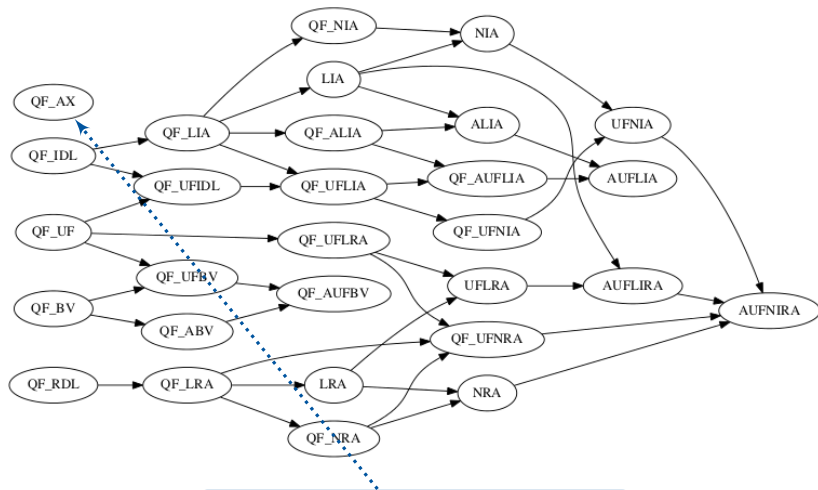 QF_NIA
NIA
LIA
QF_AX
QF_LIA
QF_ALIA
ALIA
UFNIA
QF_IDL
QF_UFIDL
QF_UFLIA
QF_AUFLIA
AUFLIA
QF_UF
QF_UFLRA
QF_UFNIA
QF_UFBV
QF_AUFBV
UFLRA
AUFLIRA
QF_BV
QF_ABV
QF_UFNRA
AUFNIRA
QF_RDL
QF_LRA
LRA
NRA
QF_NRA